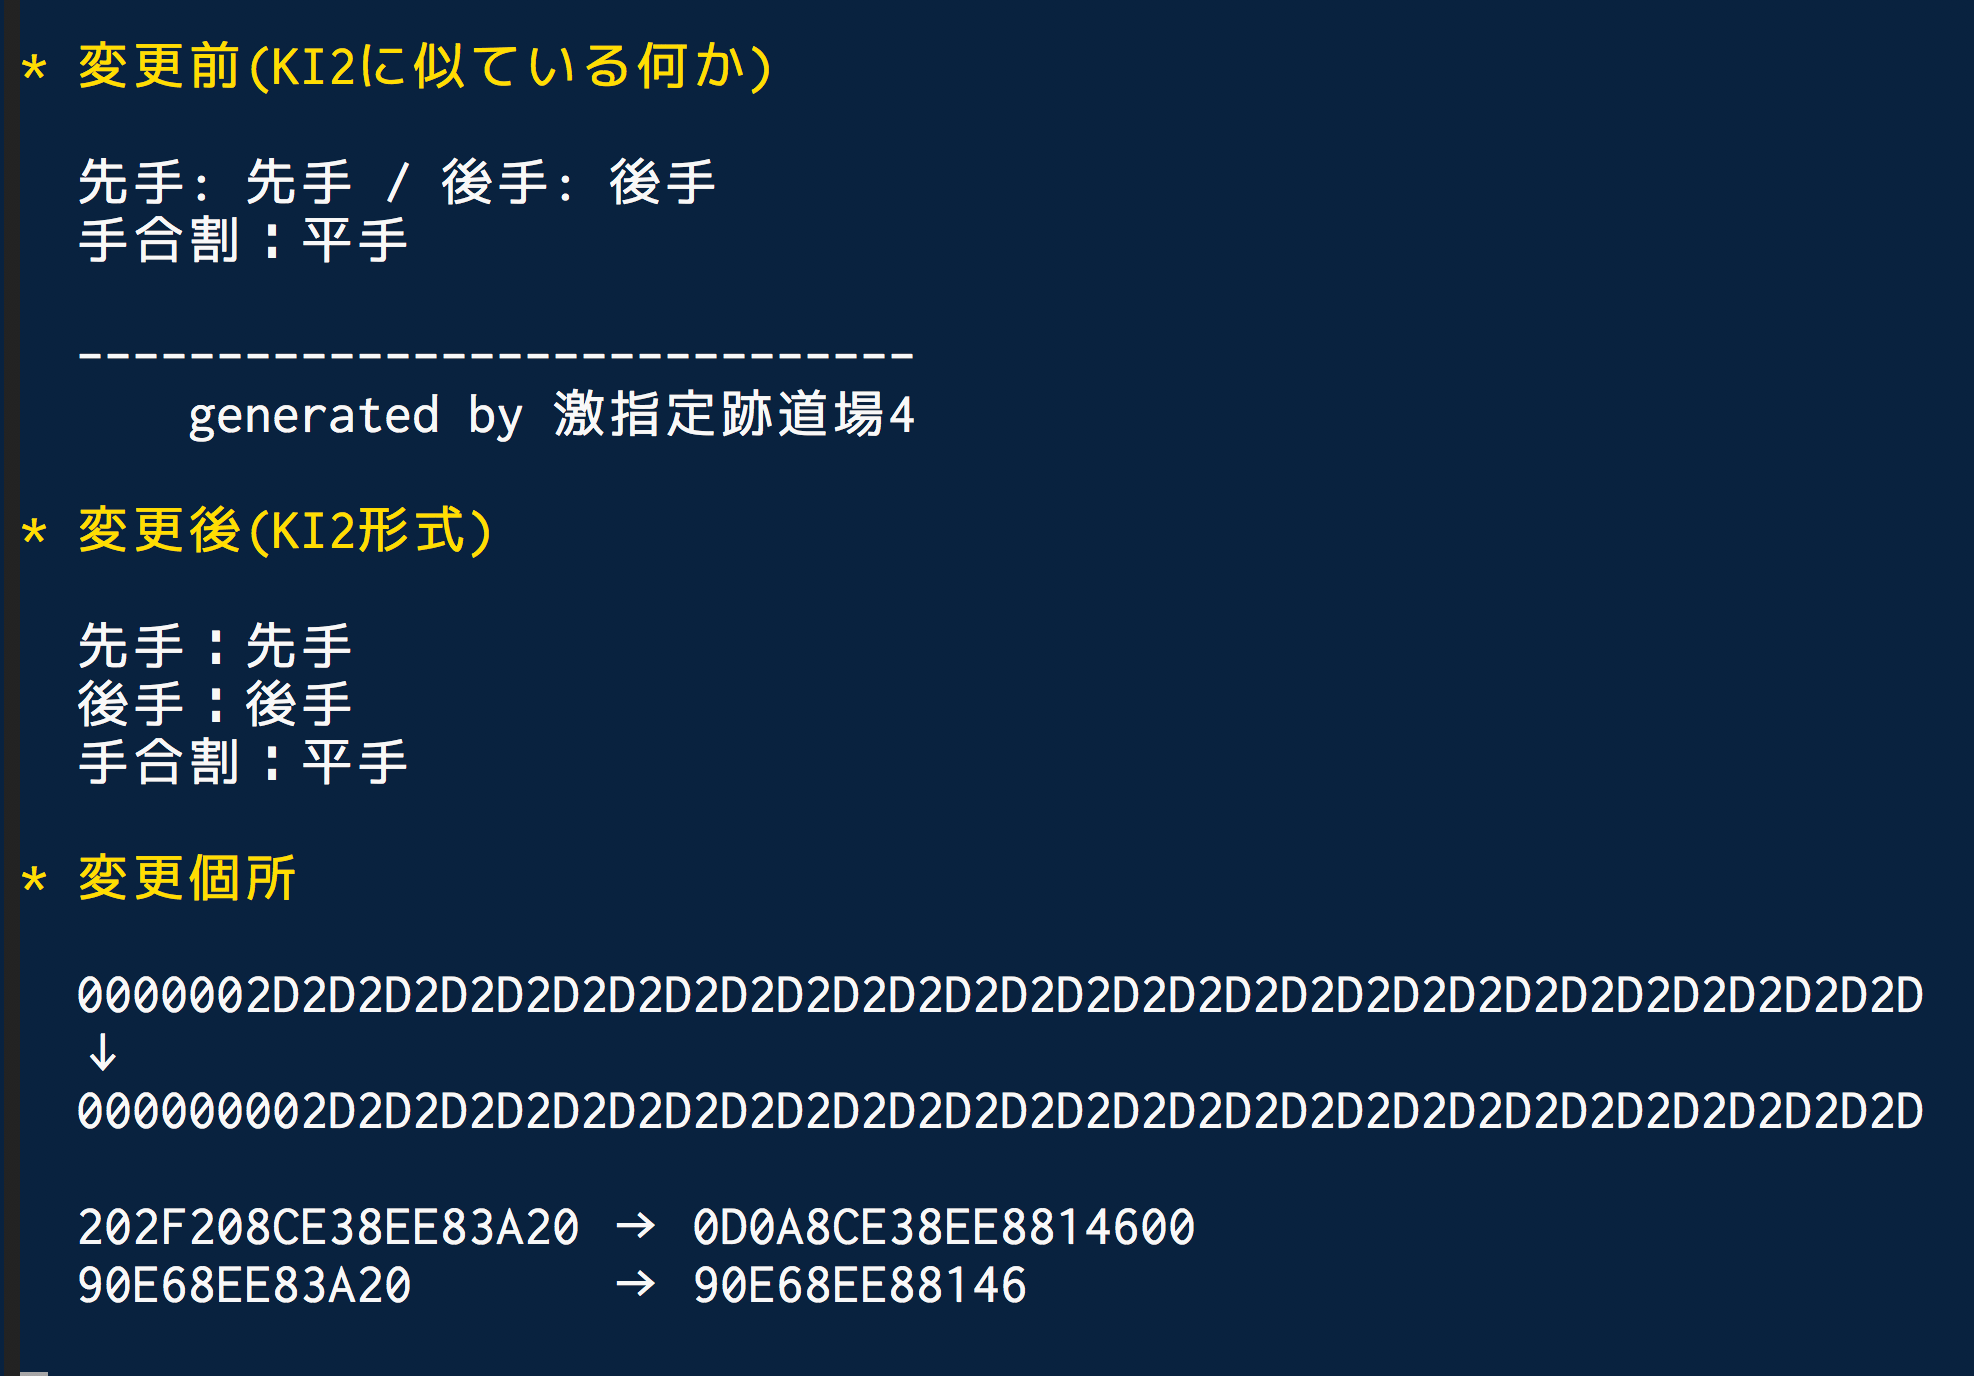 * 変更前(KI2に似ている何か)
先手: 先手 / 後手: 後手
手合割：平手
------------------------------
generated by 激指定跡道場4
* 変更後(KI2形式)
先手：先手
後手：後手
手合割：平手
* 変更個所
0000002D2D2D2D2D2D2D2D2D2D2D2D2D2D2D2D2D2D2D2D2D2D2D2D2D2D2D2D2D2D
↓
000000002D2D2D2D2D2D2D2D2D2D2D2D2D2D2D2D2D2D2D2D2D2D2D2D2D2D2D2D2D
202F208CE38EE83A20 → 0D0A8CE38EE8814600
90E68EE83A20 → 90E68EE88146